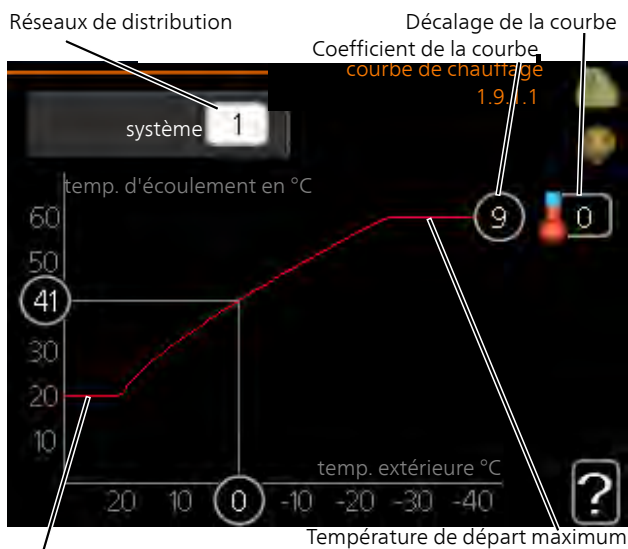 Réseaux de distribution
Décalage de la courbe
Coefficient de la courbe
courbe de chauffage
1.9.1.1
système 1
temp. d'écoulement en °C
60
9
0
50
41
30
20
10
temp. extérieure °C
20 10 0 -10 -20 -30 -40
?
Température de départ maximum